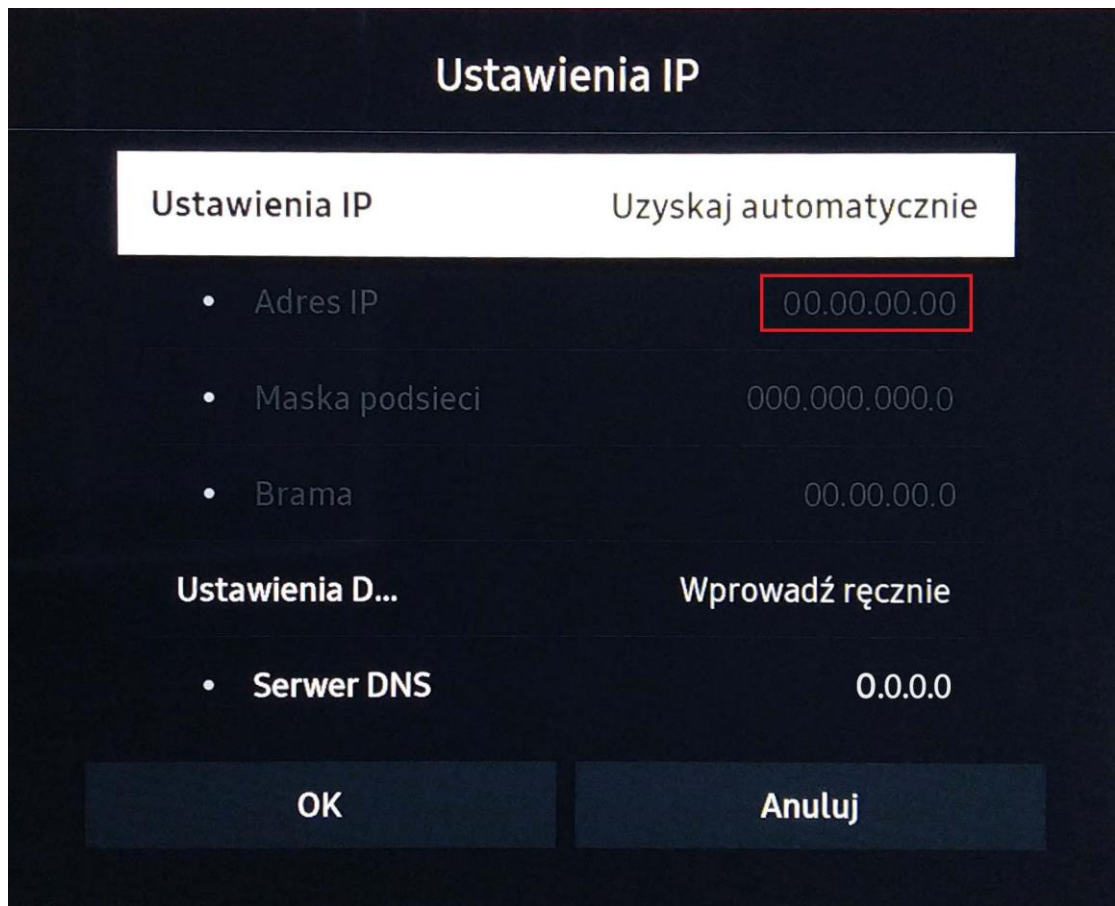 Ustawienia IP
Ustawienia IP Uzyskaj automatycznie
• Adres IP 00.00.00.00
• Maska podsieci 000.000.000.0
• Brama 00.00.00.0
Ustawienia D... Wprowadź ręcznie
• Serwer DNS 0.0.0.0
OK Anuluj